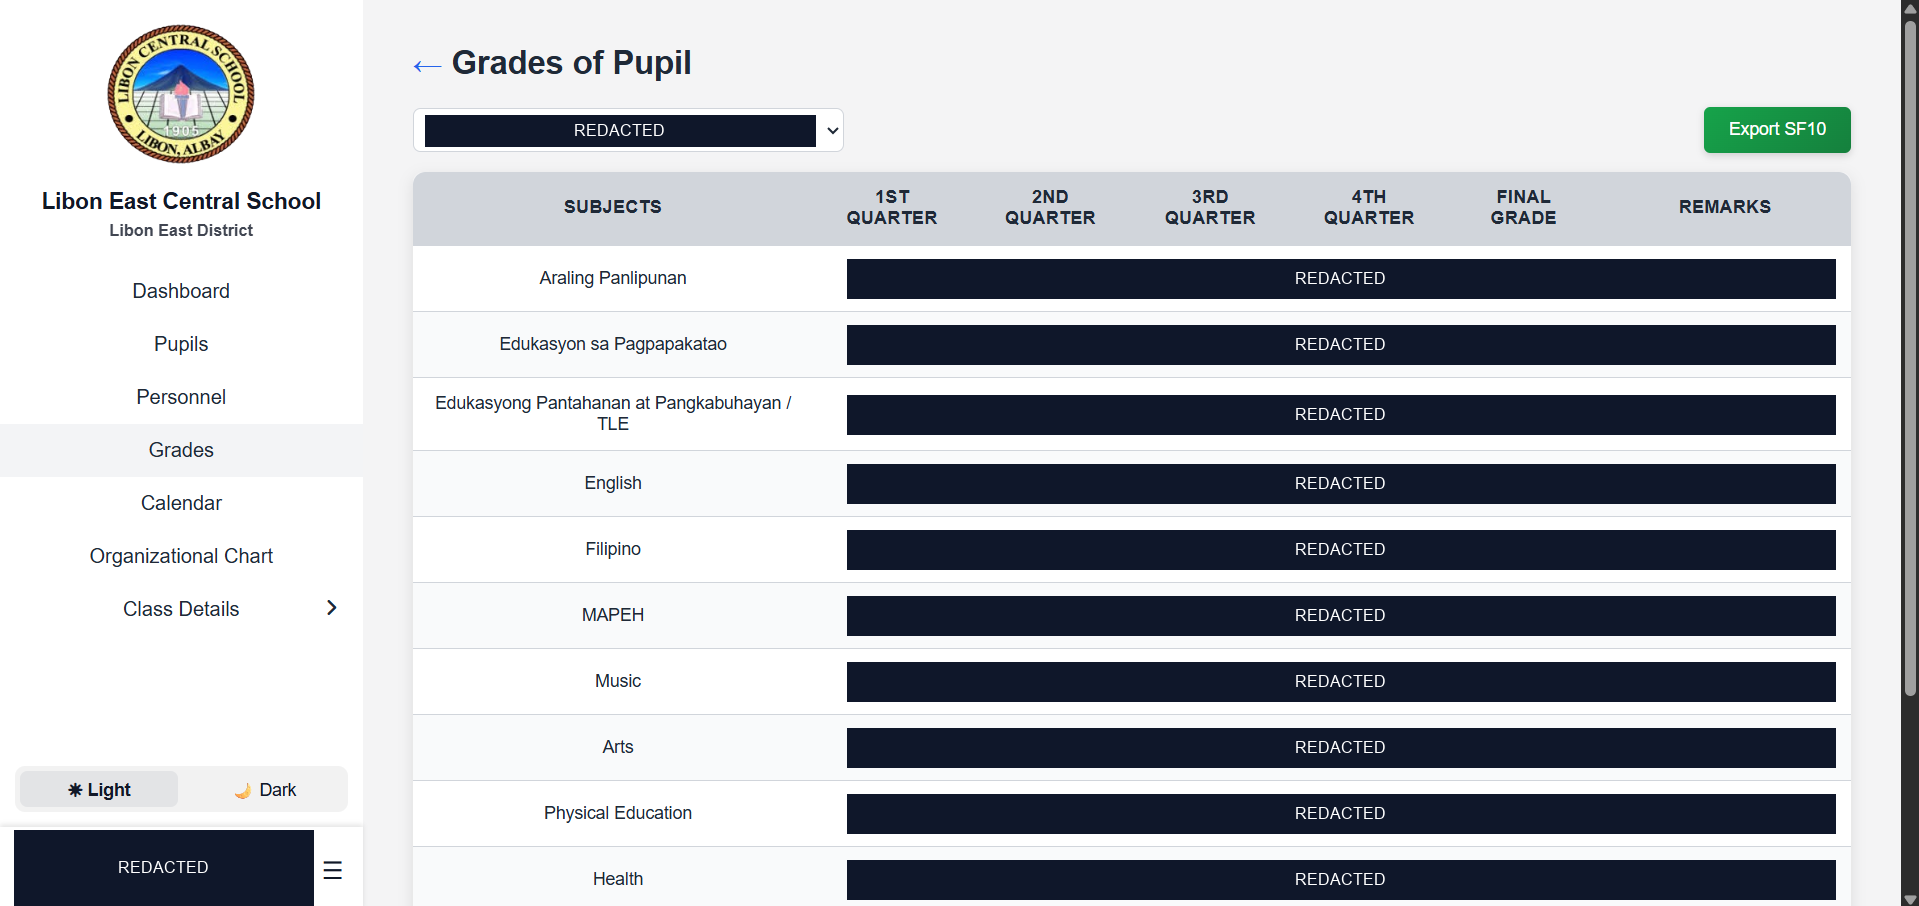 LIBON CENTRAL SCHOOL
1905
LIBON, ALBAY
Libon East Central School
Libon East District
Dashboard
Pupils
Personnel
Grades
Calendar
Organizational Chart
Class Details
Light
Dark
REDACTED
← Grades of Pupil
REDACTED
Export SF10
SUBJECTS 1ST QUARTER 2ND QUARTER 3RD QUARTER 4TH QUARTER FINAL GRADE REMARKS
Araling Panlipunan REDACTED
Edukasyon sa Pagpapakatao REDACTED
Edukasyong Pantahanan at Pangkabuhayan /
TLE REDACTED
English REDACTED
Filipino REDACTED
MAPEH REDACTED
Music REDACTED
Arts REDACTED
Physical Education REDACTED
Health REDACTED